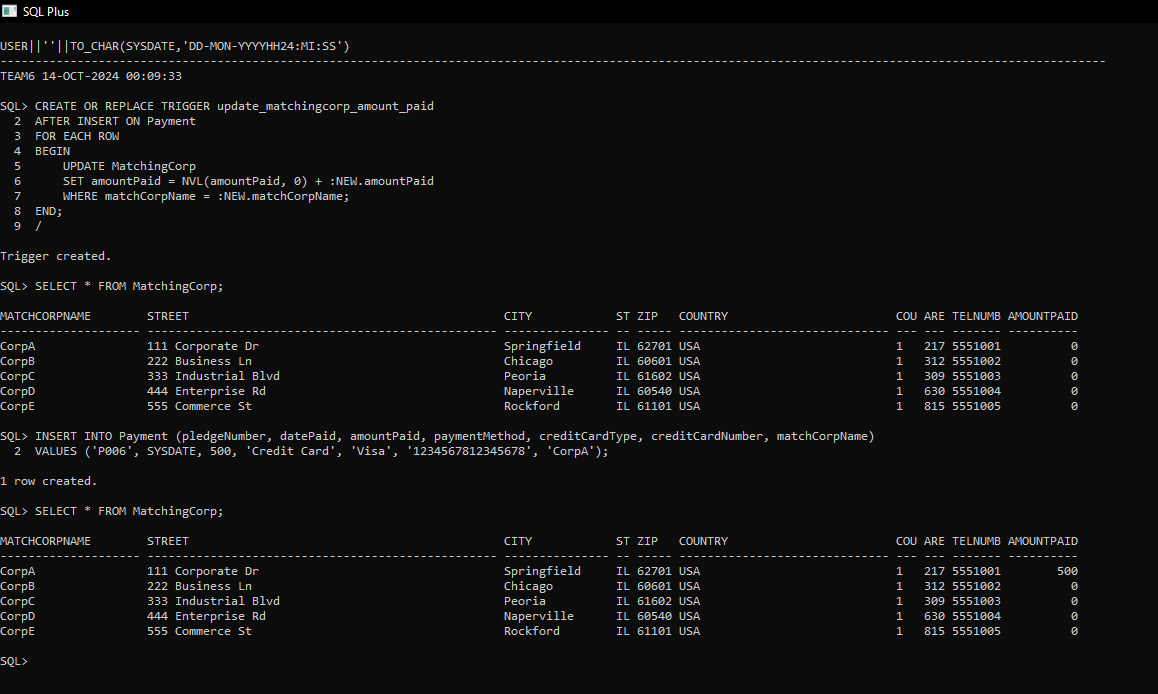 SQL Plus
USER||''||TO_CHAR(SYSDATE,'DD-MON-YYYYHH24:MI:SS')
--------------------------------------------------------------------------------------------------------------------------------------------------------------
TEAM6 14-OCT-2024 00:09:33
SQL> CREATE OR REPLACE TRIGGER update_matchingcorp_amount_paid
  2  AFTER INSERT ON Payment
  3  FOR EACH ROW
  4  BEGIN
  5      UPDATE MatchingCorp
  6      SET amountPaid = NVL(amountPaid, 0) + :NEW.amountPaid
  7      WHERE matchCorpName = :NEW.matchCorpName;
  8  END;
  9  /
Trigger created.
SQL> SELECT * FROM MatchingCorp;
MATCHCORPNAME        STREET                                             CITY            ST ZIP   COUNTRY                        COU ARE TELNUMB AMOUNTPAID
-------------------- -------------------------------------------------- --------------- -- ----- ------------------------------ --- --- ------- ----------
CorpA                111 Corporate Dr                                   Springfield     IL 62701 USA                            1   217 5551001          0
CorpB                222 Business Ln                                    Chicago         IL 60601 USA                            1   312 5551002          0
CorpC                333 Industrial Blvd                                Peoria          IL 61602 USA                            1   309 5551003          0
CorpD                444 Enterprise Rd                                  Naperville      IL 60540 USA                            1   630 5551004          0
CorpE                555 Commerce St                                    Rockford        IL 61101 USA                            1   815 5551005          0
SQL> INSERT INTO Payment (pledgeNumber, datePaid, amountPaid, paymentMethod, creditCardType, creditCardNumber, matchCorpName)
  2  VALUES ('P006', SYSDATE, 500, 'Credit Card', 'Visa', '1234567812345678', 'CorpA');
1 row created.
SQL> SELECT * FROM MatchingCorp;
MATCHCORPNAME        STREET                                             CITY            ST ZIP   COUNTRY                        COU ARE TELNUMB AMOUNTPAID
-------------------- -------------------------------------------------- --------------- -- ----- ------------------------------ --- --- ------- ----------
CorpA                111 Corporate Dr                                   Springfield     IL 62701 USA                            1   217 5551001        500
CorpB                222 Business Ln                                    Chicago         IL 60601 USA                            1   312 5551002          0
CorpC                333 Industrial Blvd                                Peoria          IL 61602 USA                            1   309 5551003          0
CorpD                444 Enterprise Rd                                  Naperville      IL 60540 USA                            1   630 5551004          0
CorpE                555 Commerce St                                    Rockford        IL 61101 USA                            1   815 5551005          0
SQL>